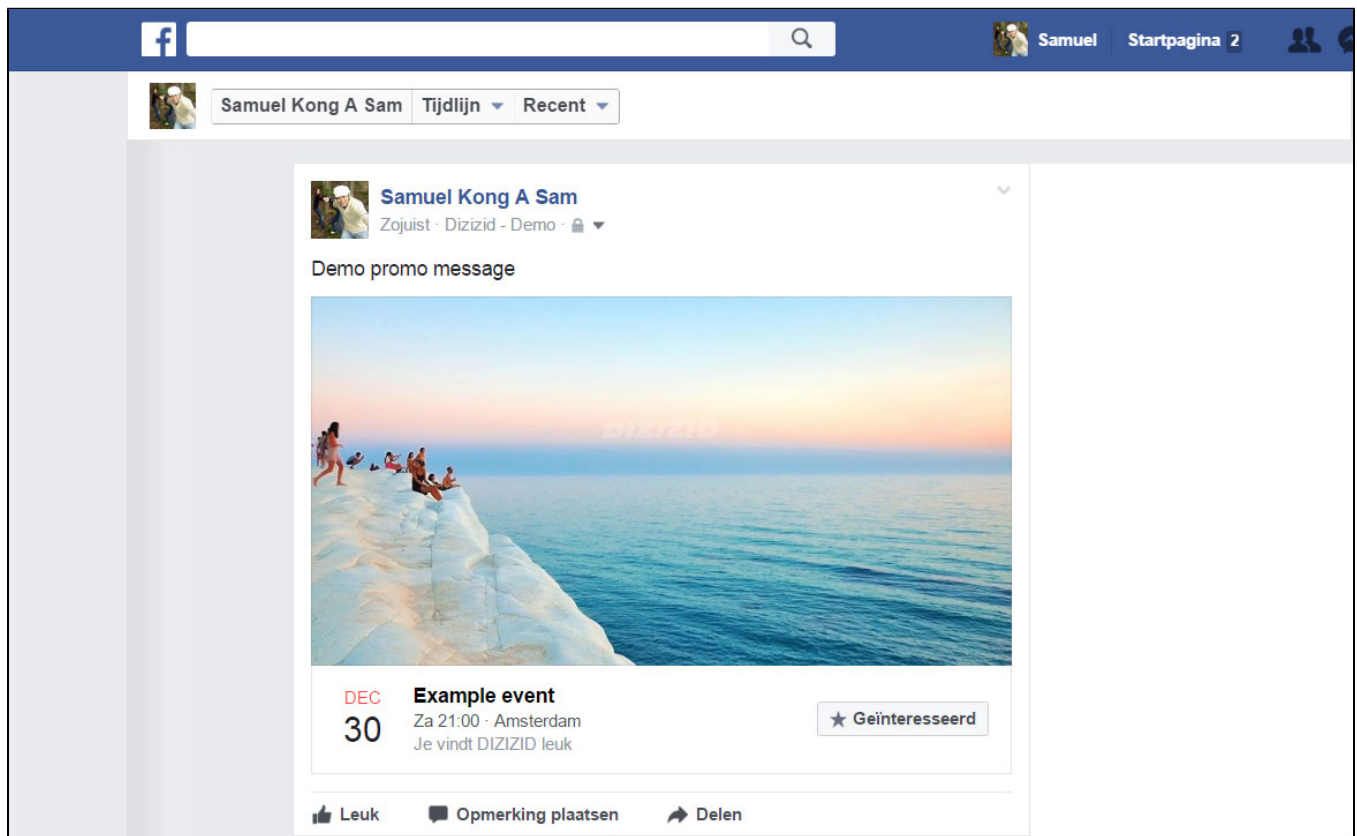 f
Samuel Startpagina 2
Samuel Kong A Sam Tijdlijn Recent
Samuel Kong A Sam
Zojuist · Dizizid - Demo ·
Demo promo message
DIZIZID
DEC
30
Example event
Za 21:00 · Amsterdam
Je vindt DIZIZID leuk
Geïnteresseerd
Leuk Opmerking plaatsen Delen